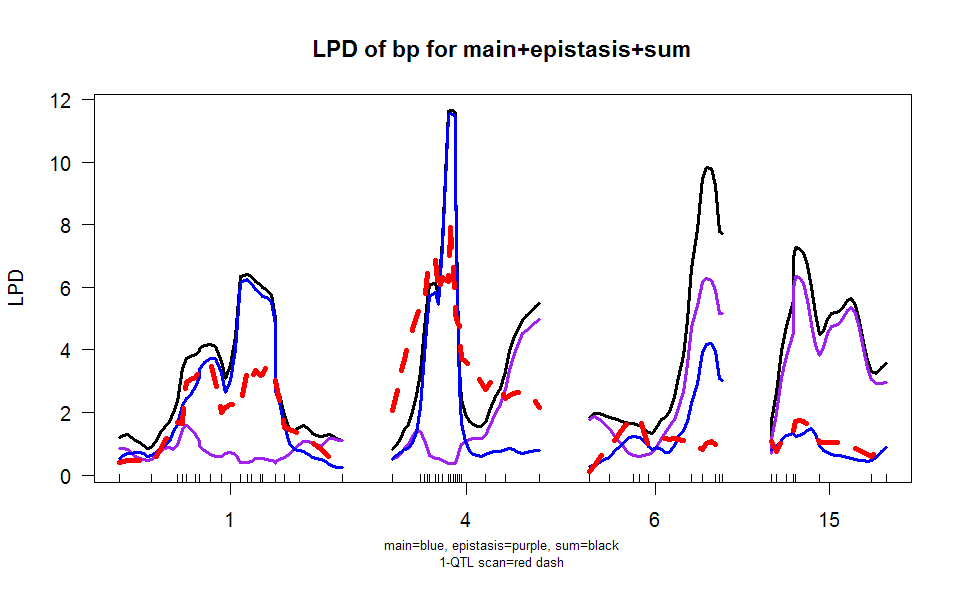 LPD of bp for main+epistasis+sum
LPD
12
10
8
6
4
2
0
1 4 6 15
main=blue, epistasis=purple, sum=black
1-QTL scan=red dash